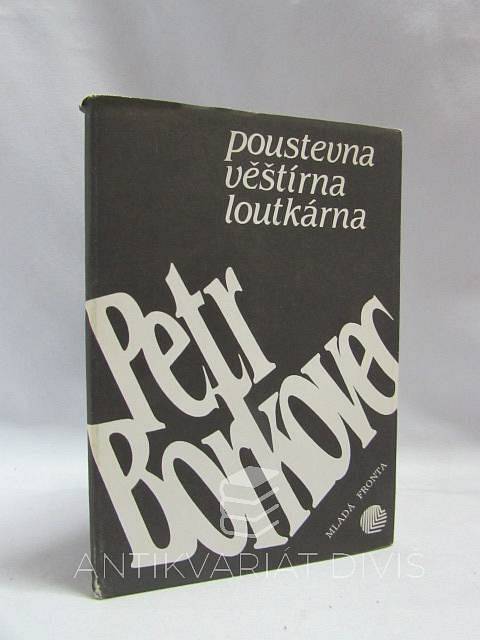 poustevna
věštírna
loutkárna
Petr
Borkovec
MLADÁ FRONTA
ANTIKVARIÁT DIVIŠ